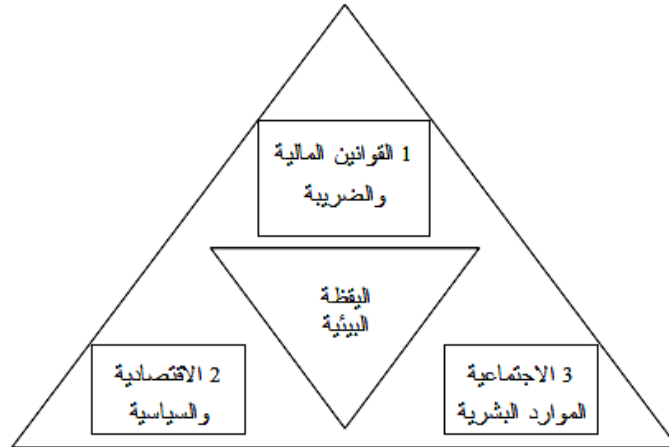 1 القوانين المالية
والضريبة
اليقظة
البيئية
2 الاقتصادية
والسياسية
3 الاجتماعية
الموارد البشرية